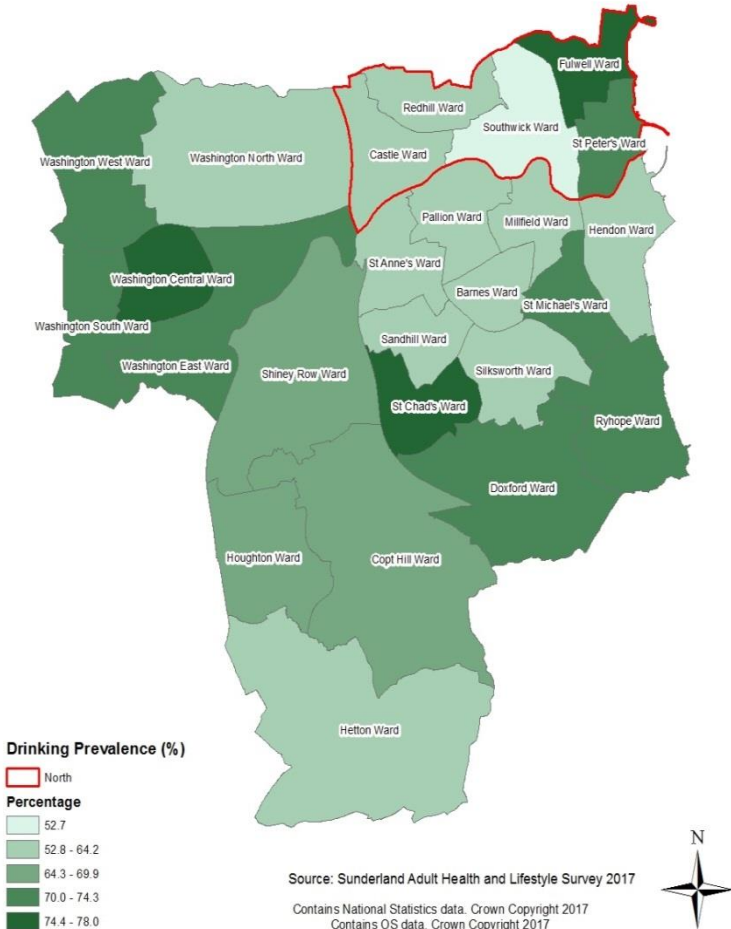 Fulwell Ward
Redhill Ward
Southwick Ward
St Peter's Ward
Washington West Ward
Washington North Ward
Castle Ward
Pallion Ward
Millfield Ward
Hendon Ward
St Anne's Ward
Washington Central Ward
Barnes Ward
St Michael's Ward
Washington South Ward
Sandhill Ward
Washington East Ward
Shiney Row Ward
Silksworth Ward
St Chad's Ward
Ryhope Ward
Doxford Ward
Houghton Ward
Copt Hill Ward
Hetton Ward
Drinking Prevalence (%)
North
Percentage
52.7
52.8 - 64.2
64.3 - 69.9
70.0 - 74.3
74.4 - 78.0
N
Source: Sunderland Adult Health and Lifestyle Survey 2017
Contains National Statistics data. Crown Copyright 2017
Contains OS data. Crown Copyright 2017